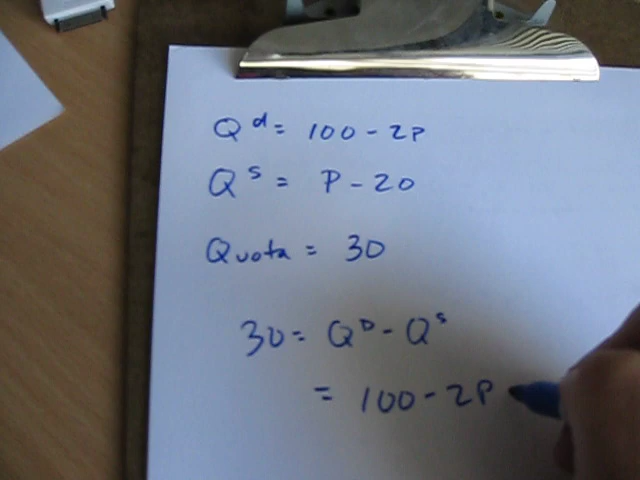 Q^d = 100 - 2P
Q^s = P - 20
Quota = 30
30 = Q^D - Q^s
= 100 - 2P